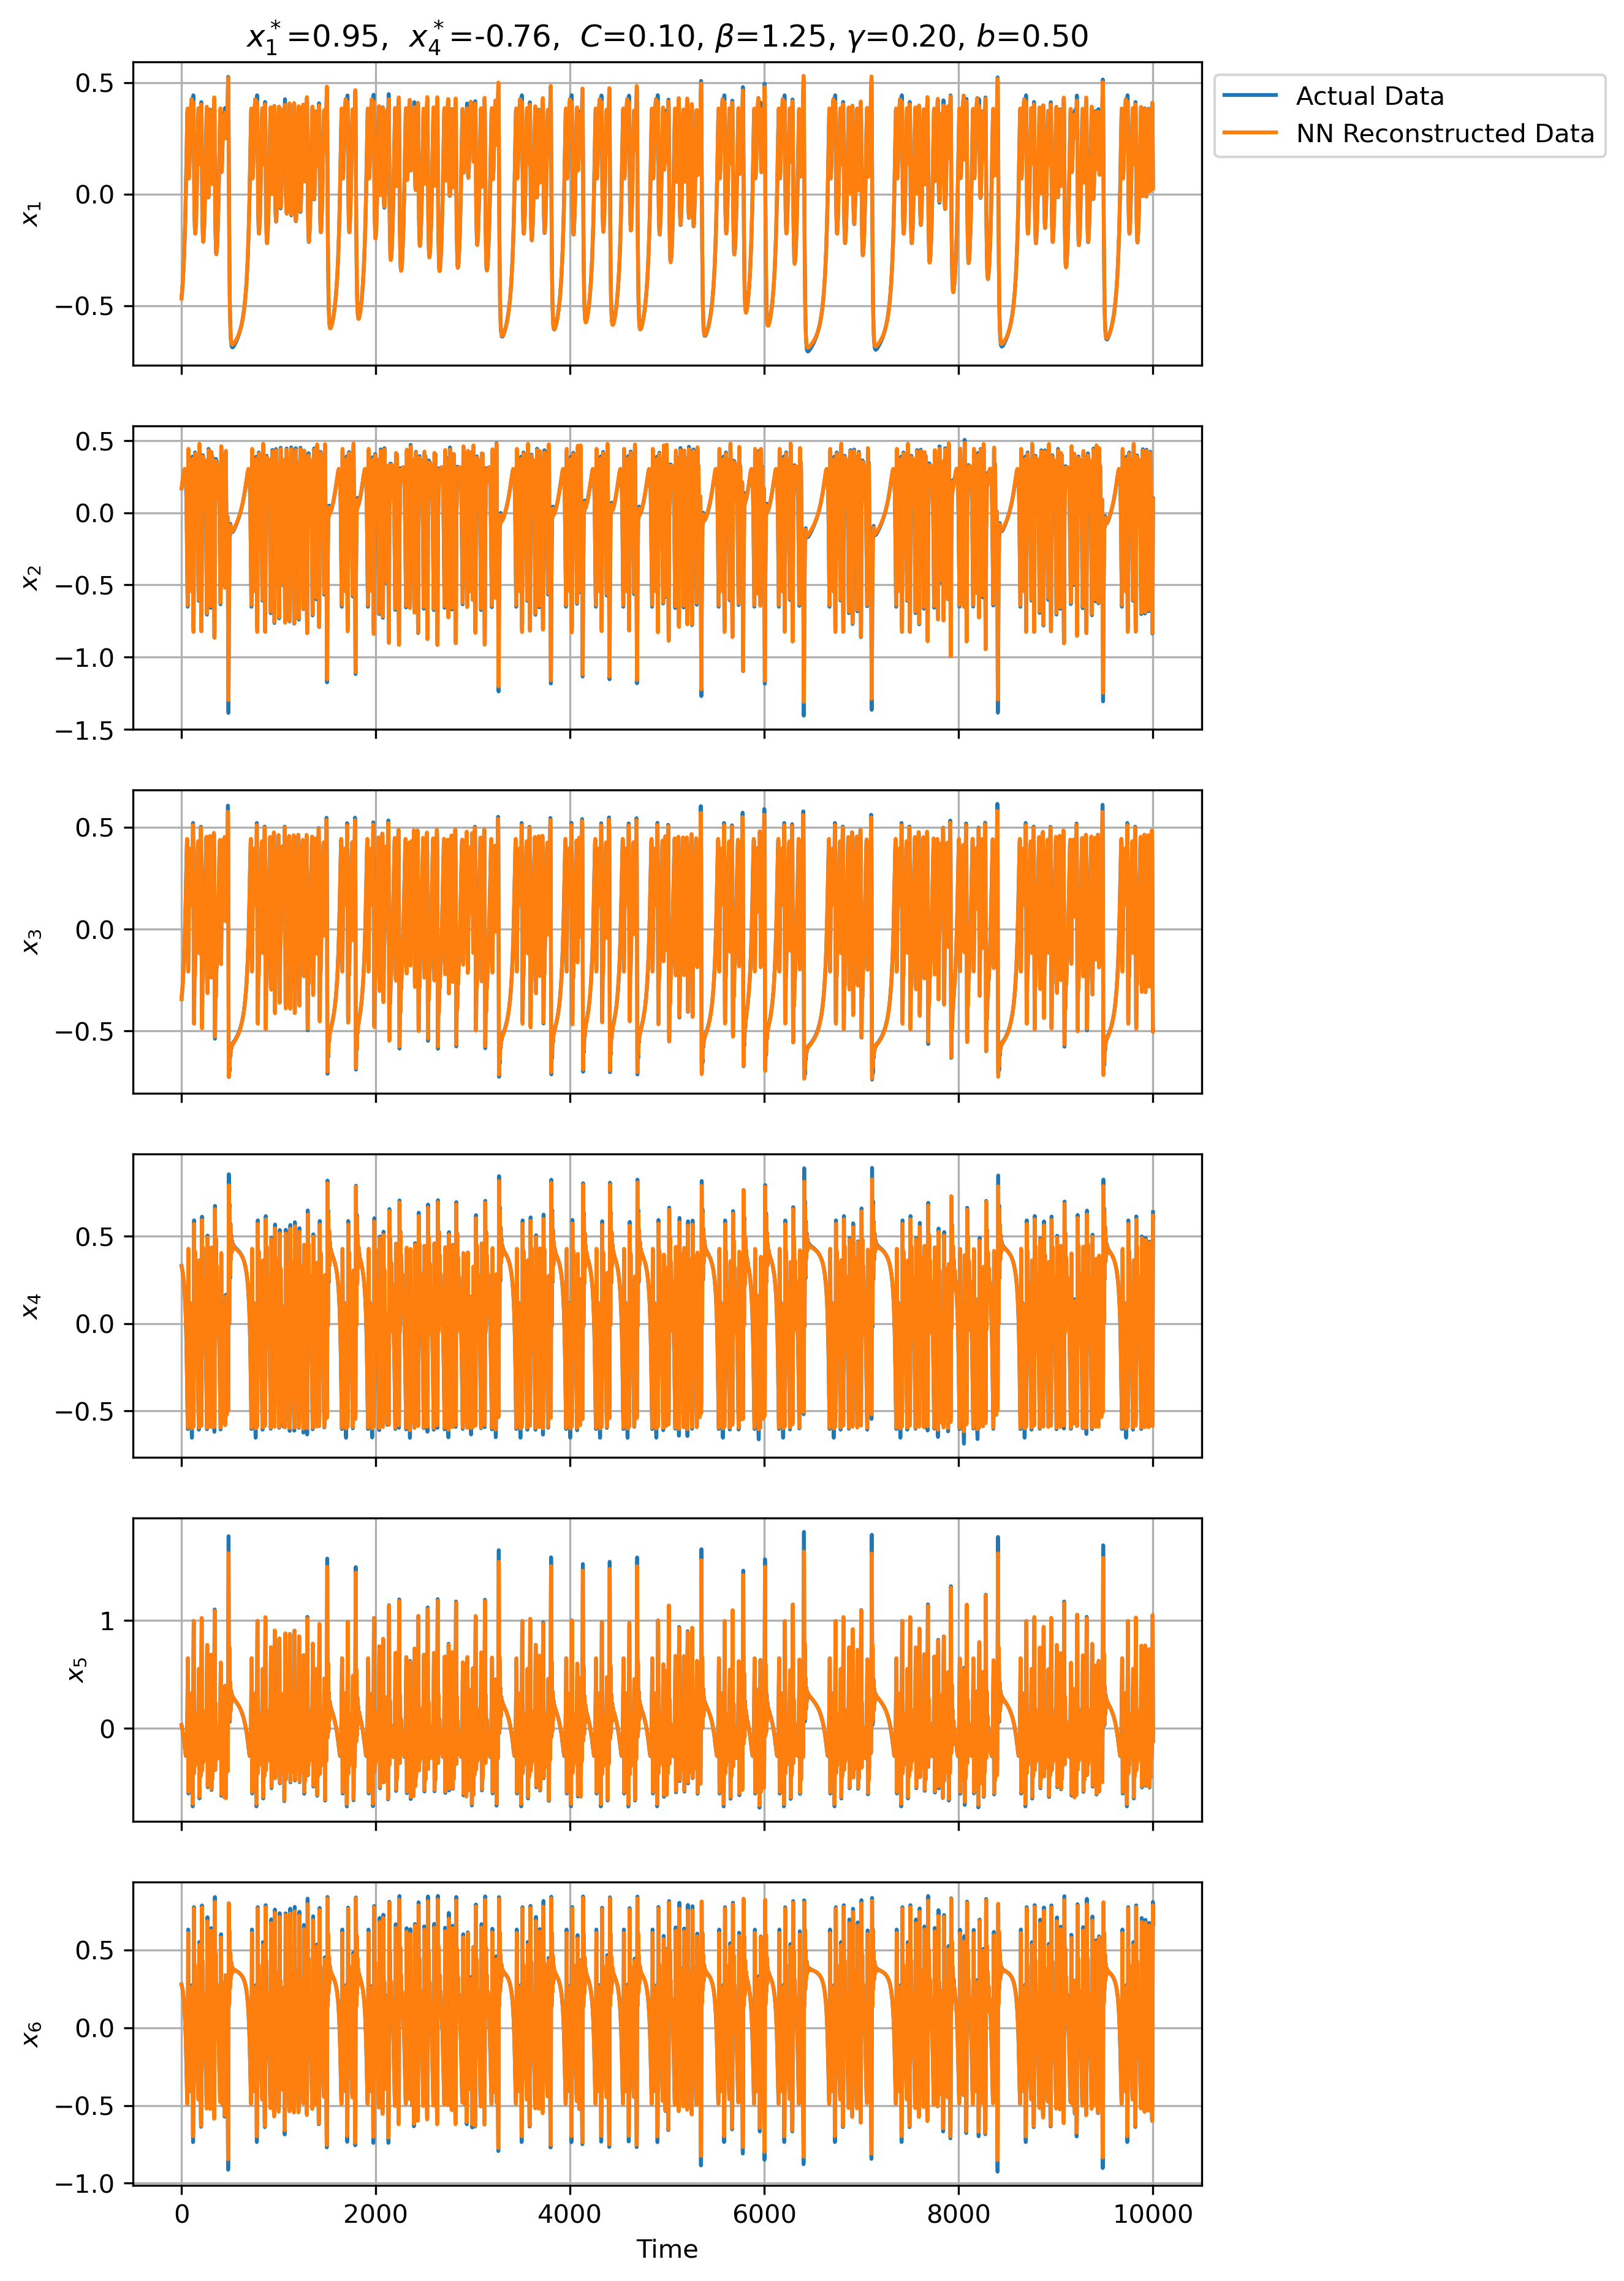 x₁*=0.95, x₄*=-0.76, C=0.10, β=1.25, γ=0.20, b=0.50
Actual Data
NN Reconstructed Data
0.5
0.0
−0.5
x₁
0.5
0.0
−0.5
−1.0
−1.5
x₂
0.5
0.0
−0.5
x₃
0.5
0.0
−0.5
x₄
1
0
x₅
0.5
0.0
−0.5
−1.0
x₆
0 2000 4000 6000 8000 10000
Time